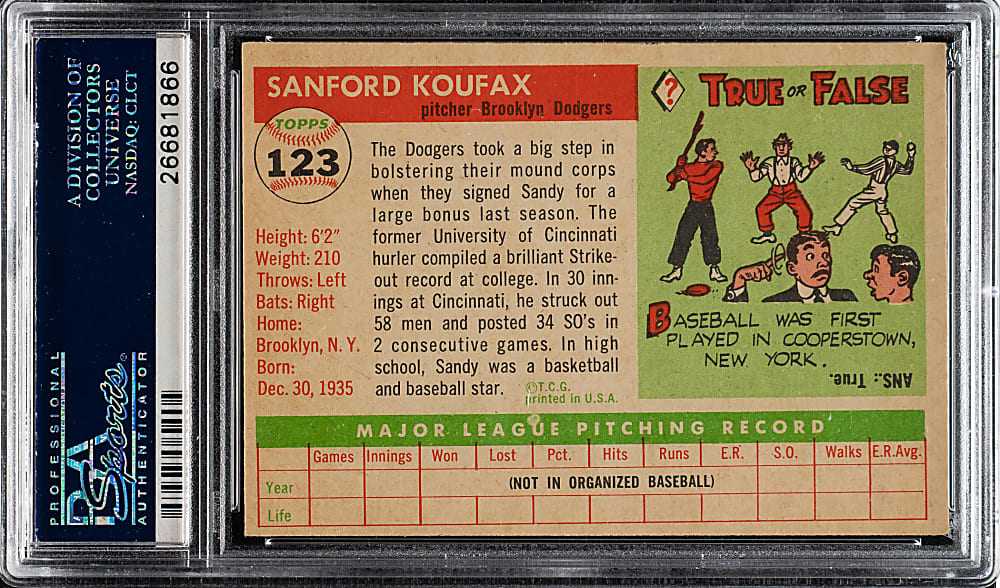 A DIVISION OF
COLLECTORS
UNIVERSE
NASDAQ: CLCT
26681866
PROFESSIONAL
PSA
Sports
AUTHENTICATOR
SANFORD KOUFAX
pitcher Brooklyn Dodgers
TOPPS
123
Height: 6'2"
Weight: 210
Throws: Left
Bats: Right
Home:
Brooklyn, N. Y.
Born:
Dec. 30, 1935
The Dodgers took a big step in
bolstering their mound corps
when they signed Sandy for a
large bonus last season. The
former University of Cincinnati
hurler compiled a brilliant Strike-
out record at college. In 30 inn-
ings at Cincinnati, he struck out
58 men and posted 34 SO's in
2 consecutive games. In high
school, Sandy was a basketball
and baseball star.
©T.C.G.
printed in U.S.A.
? TRUE OR FALSE
BASEBALL WAS FIRST
PLAYED IN COOPERSTOWN,
NEW YORK.
ANS.: True.
MAJOR LEAGUE PITCHING RECORD
Games Innings Won Lost Pct. Hits Runs E.R. S.O. Walks E.R.Avg.
Year (NOT IN ORGANIZED BASEBALL)
Life